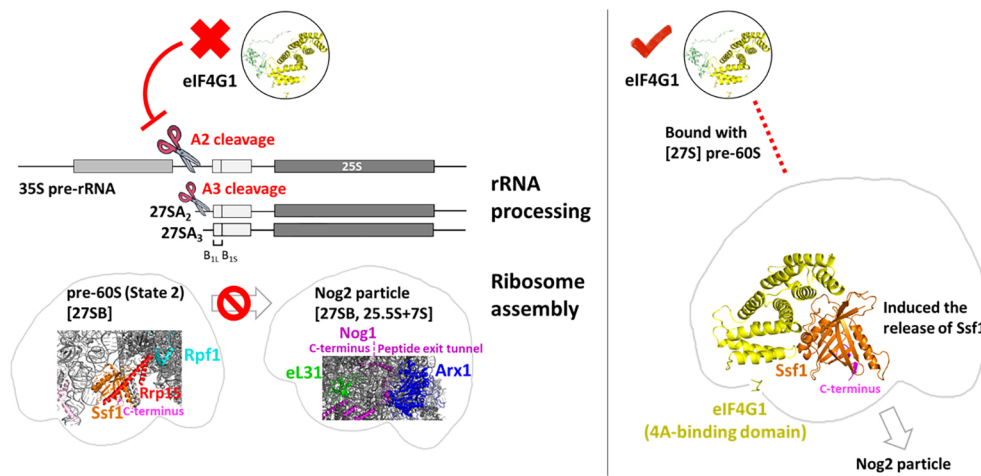 eIF4G1
A2 cleavage
25S
35S pre-rRNA
A3 cleavage
27SA2
27SA3
B1L B1S
rRNA
processing
Ribosome
assembly
pre-60S (State 2)
[27SB]
Rpf1
Rrp15
Ssf1
C-terminus
Nog2 particle
[27SB, 25.5S+7S]
Nog1
C-terminus Peptide exit tunnel
eL31
Arx1
eIF4G1
Bound with
[27S] pre-60S
Induced the
release of Ssf1
Ssf1
C-terminus
eIF4G1
(4A-binding domain)
Nog2 particle